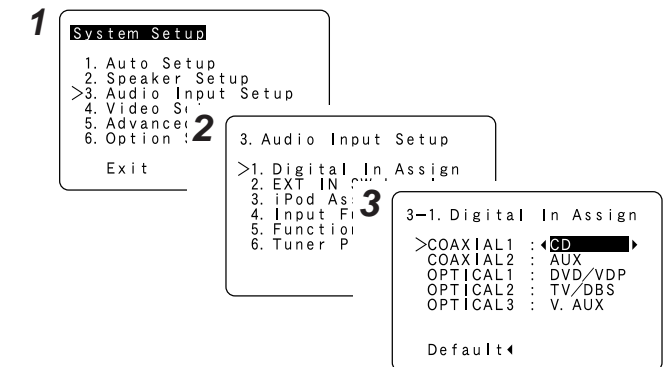 1
System Setup
1. Auto Setup
2. Speaker Setup
>3. Audio Input Setup
4. Video
5. Advanced
6. Option
Exit
2
3. Audio Input Setup
>1. Digital In Assign
2. EXT IN
3. iPod
4. Input
5. Function
6. Tuner P
3
3-1. Digital In Assign
>COAXIAL1 : ◀CD ▶
COAXIAL2 : AUX
OPTICAL1 : DVD/VDP
OPTICAL2 : TV/DBS
OPTICAL3 : V. AUX
Default◀